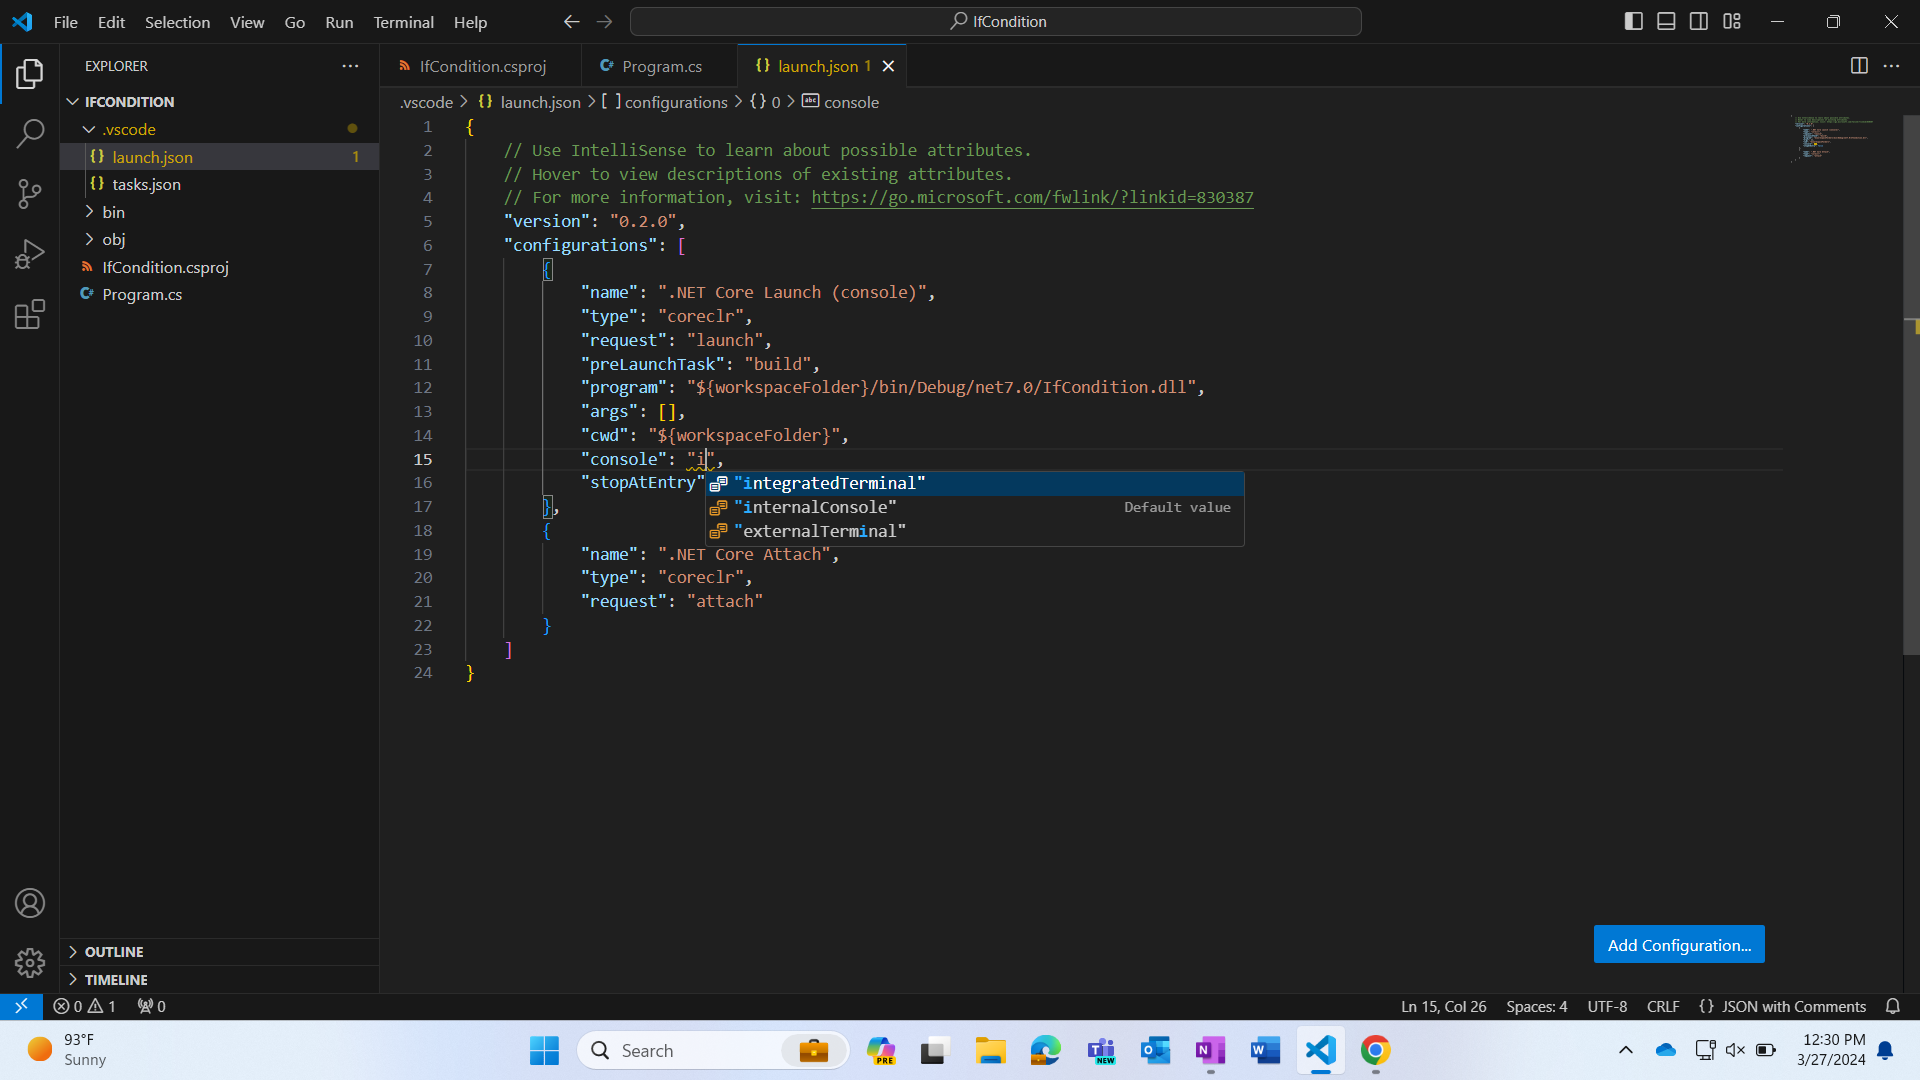 File Edit Selection View Go Run Terminal Help
IfCondition
EXPLORER
IFCONDITION
.vscode
launch.json 1
tasks.json
bin
obj
IfCondition.csproj
Program.cs
OUTLINE
TIMELINE
IfCondition.csproj
Program.cs
launch.json 1
.vscode > launch.json > [ ] configurations > {} 0 > console
1 {
2 // Use IntelliSense to learn about possible attributes.
3 // Hover to view descriptions of existing attributes.
4 // For more information, visit: https://go.microsoft.com/fwlink/?linkid=830387
5 "version": "0.2.0",
6 "configurations": [
7 {
8 "name": ".NET Core Launch (console)",
9 "type": "coreclr",
10 "request": "launch",
11 "preLaunchTask": "build",
12 "program": "${workspaceFolder}/bin/Debug/net7.0/IfCondition.dll",
13 "args": [],
14 "cwd": "${workspaceFolder}",
15 "console": "i",
16 "stopAtEntry"
"integratedTerminal"
"internalConsole" Default value
"externalTerminal"
17 },
18 {
19 "name": ".NET Core Attach",
20 "type": "coreclr",
21 "request": "attach"
22 }
23 ]
24 }
Add Configuration...
0 1 0
Ln 15, Col 26 Spaces: 4 UTF-8 CRLF {} JSON with Comments
93°F
Sunny
Search
PRE
NEW
12:30 PM
3/27/2024